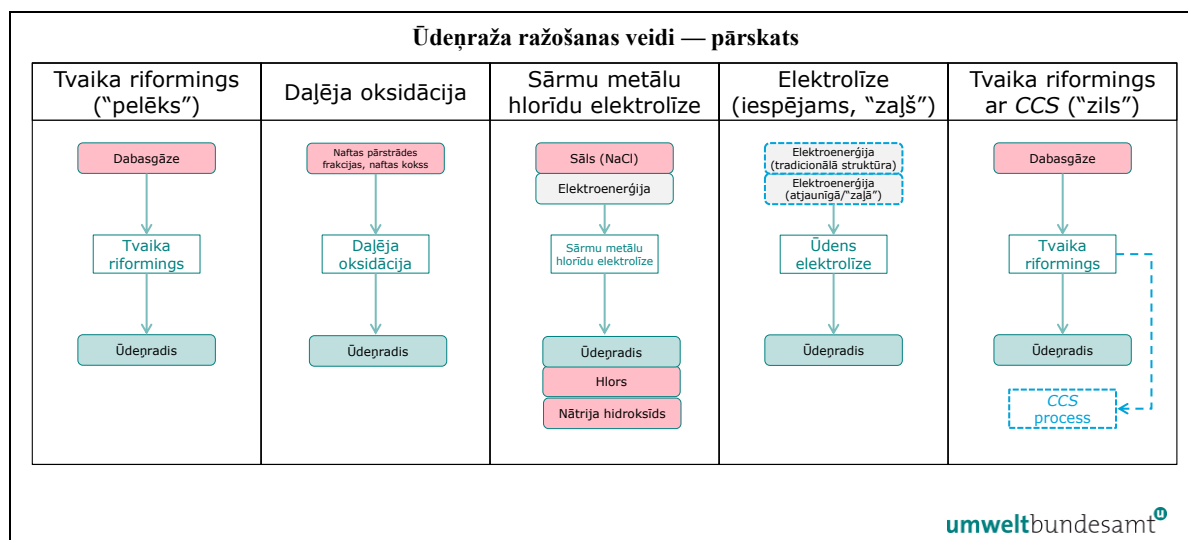 Ūdeņraža ražošanas veidi — pārskats
Tvaika riformings
(“pelēks”)
Dabasgāze
Tvaika
riformings
Ūdeņradis
Daļēja oksidācija
Naftas pārstrādes
frakcijas, naftas kokss
Daļēja
oksidācija
Ūdeņradis
Sārmu metālu
hlorīdu elektrolīze
Sāls (NaCl)
Elektroenerģija
Sārmu metālu
hlorīdu elektrolīze
Ūdeņradis
Hlors
Nātrija hidroksīds
Elektrolīze
(iespējams, “zaļš”)
Elektroenerģija
(tradicionālā struktūra)
Elektroenerģija
(atjaunīgā/“zaļā”)
Ūdens
elektrolīze
Ūdeņradis
Tvaika riformings
ar CCS (“zils”)
Dabasgāze
Tvaika
riformings
Ūdeņradis
CCS
process
umweltbundesamt
u